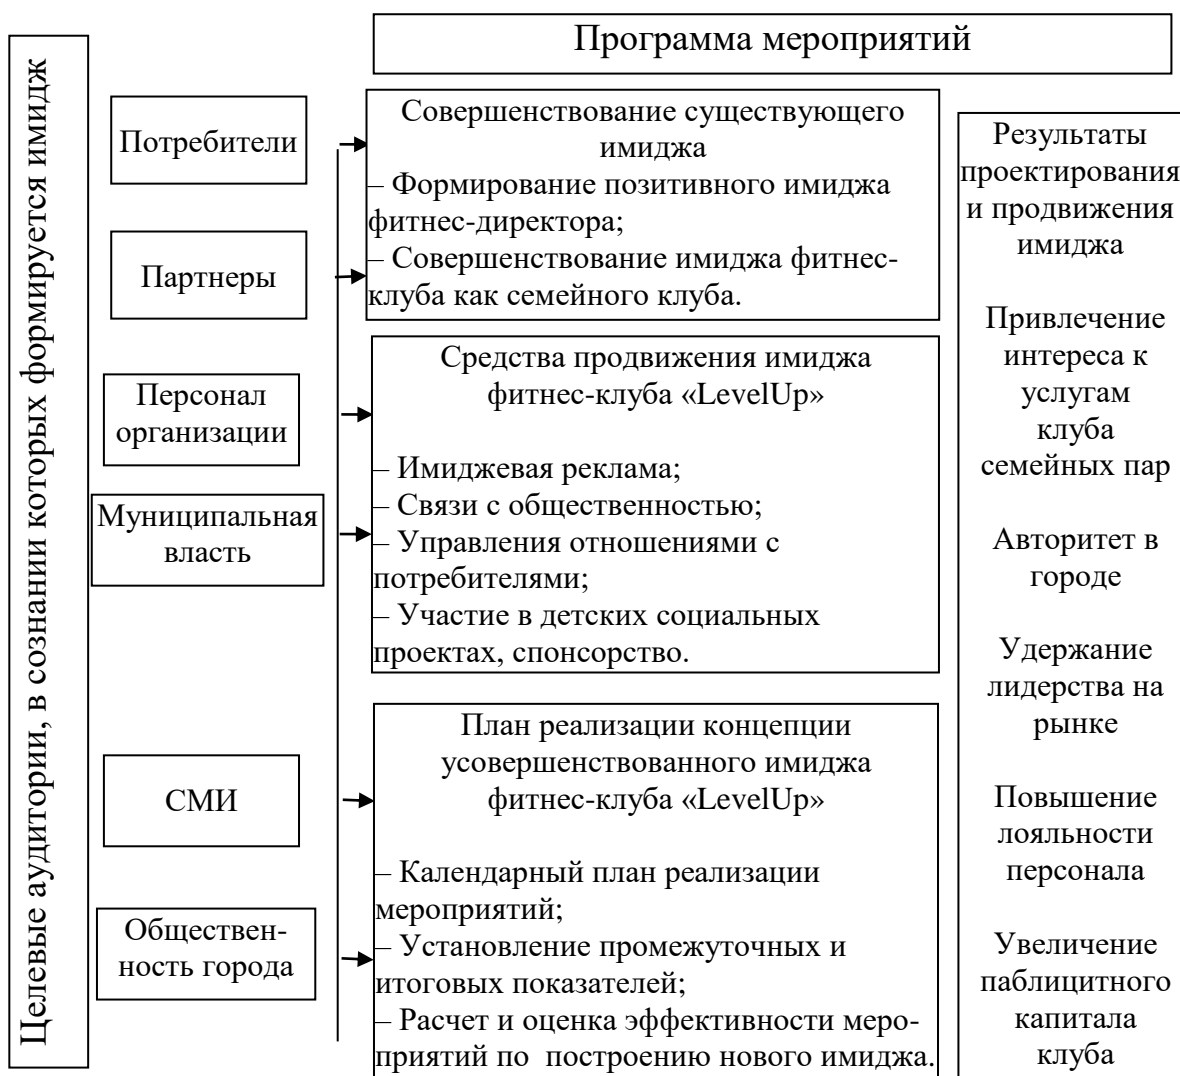 Программа мероприятий
Целевые аудитории, в сознании которых формируется имидж
Потребители
Партнеры
Персонал
организации
Муниципальная
власть
СМИ
Обществен-
ность города
Совершенствование существующего
имиджа
– Формирование позитивного имиджа
фитнес-директора;
– Совершенствование имиджа фитнес-
клуба как семейного клуба.
Средства продвижения имиджа
фитнес-клуба «LevelUp»
– Имиджевая реклама;
– Связи с общественностью;
– Управления отношениями с
потребителями;
– Участие в детских социальных
проектах, спонсорство.
План реализации концепции
усовершенствованного имиджа
фитнес-клуба «LevelUp»
– Календарный план реализации
мероприятий;
– Установление промежуточных и
итоговых показателей;
– Расчет и оценка эффективности меро-
приятий по построению нового имиджа.
Результаты
проектирования
и продвижения
имиджа
Привлечение
интереса к
услугам
клуба
семейных пар
Авторитет в
городе
Удержание
лидерства на
рынке
Повышение
лояльности
персонала
Увеличение
паблицитного
капитала
клуба